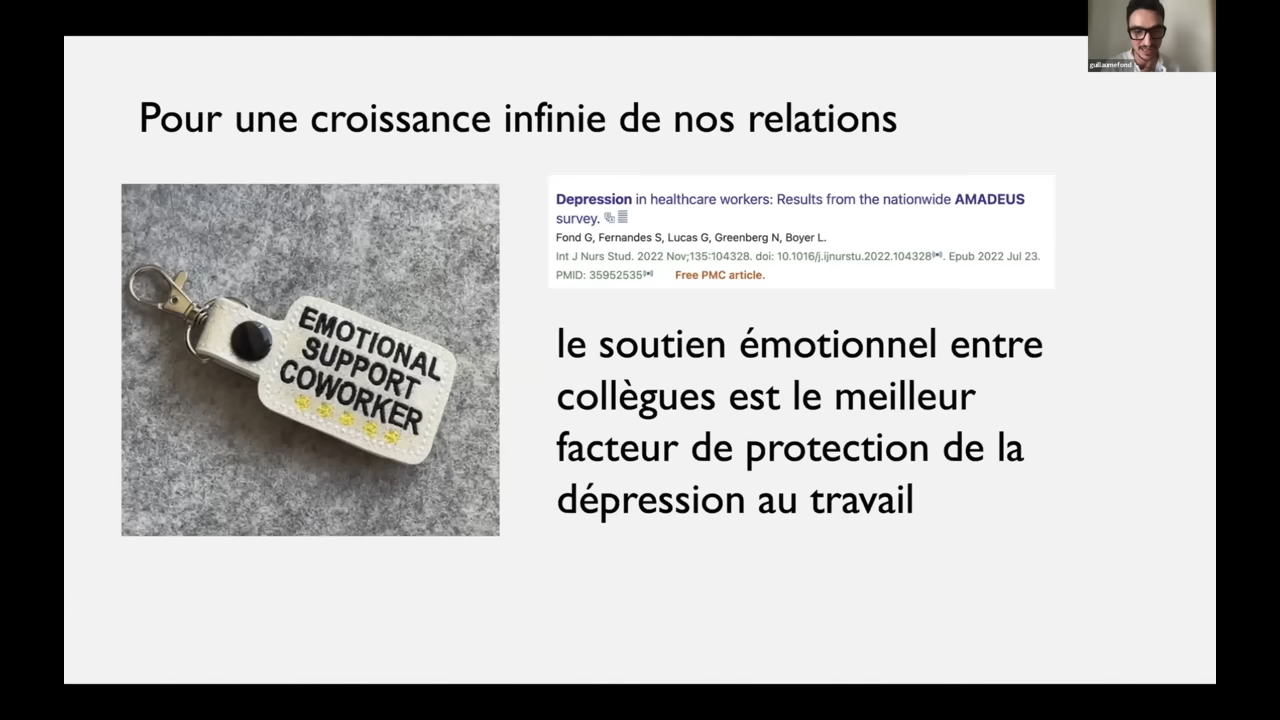 guillaumefond
Pour une croissance infinie de nos relations
EMOTIONAL
SUPPORT
COWORKER
Depression in healthcare workers: Results from the nationwide AMADEUS
survey.
Fond G, Fernandes S, Lucas G, Greenberg N, Boyer L.
Int J Nurs Stud. 2022 Nov;135:104328. doi: 10.1016/j.ijnurstu.2022.104328. Epub 2022 Jul 23.
PMID: 35952535 Free PMC article.
le soutien émotionnel entre
collègues est le meilleur
facteur de protection de la
dépression au travail